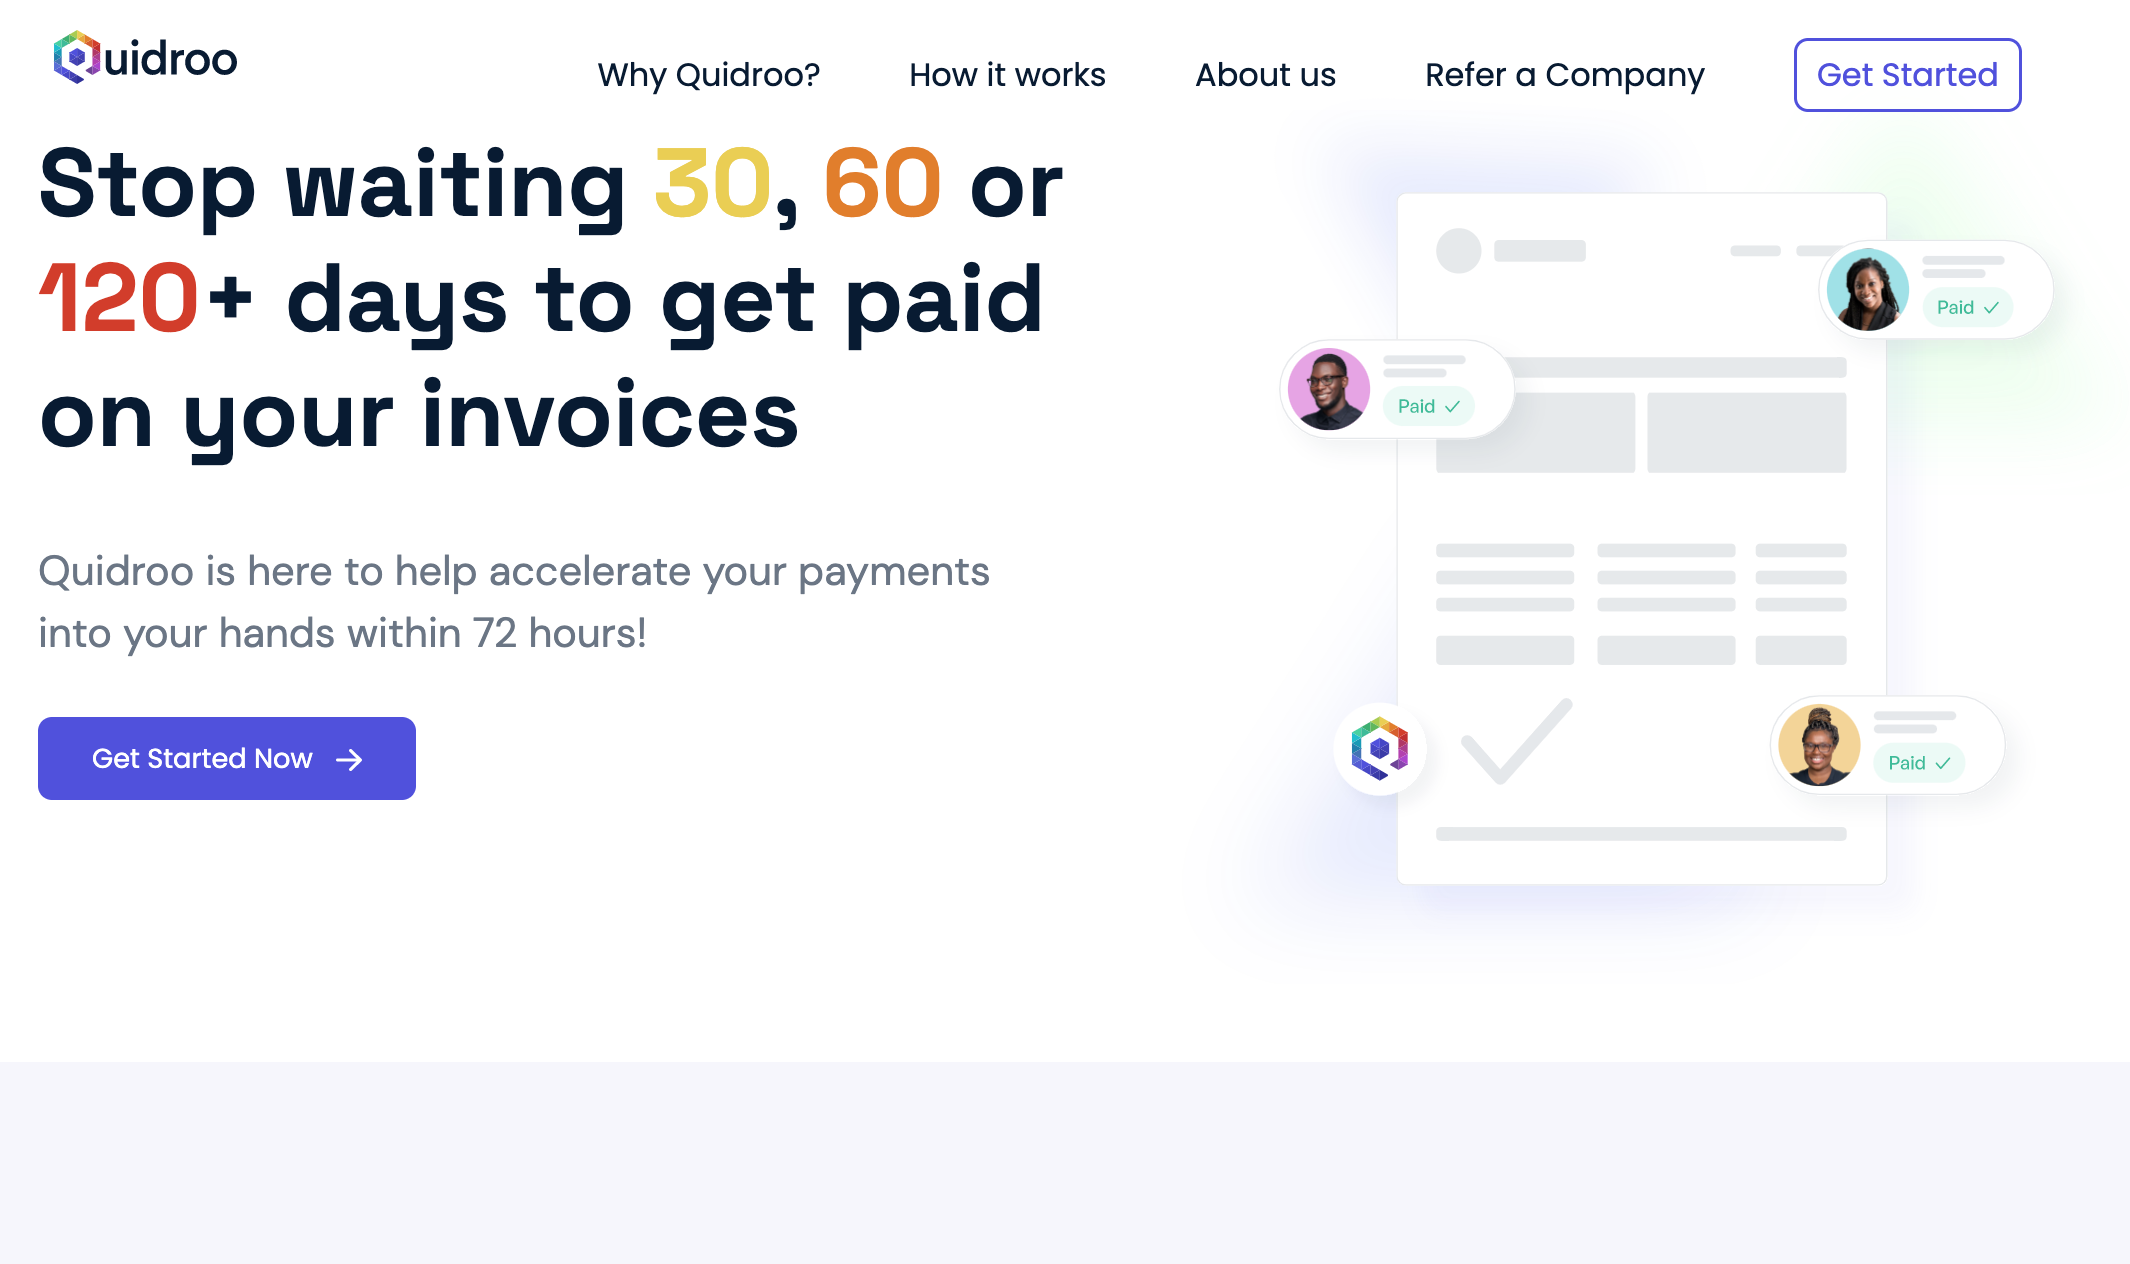 Quidroo
Why Quidroo?
How it works
About us
Refer a Company
Get Started
Stop waiting 30, 60 or
120+ days to get paid
on your invoices
Quidroo is here to help accelerate your payments
into your hands within 72 hours!
Get Started Now
Paid
Paid
Paid